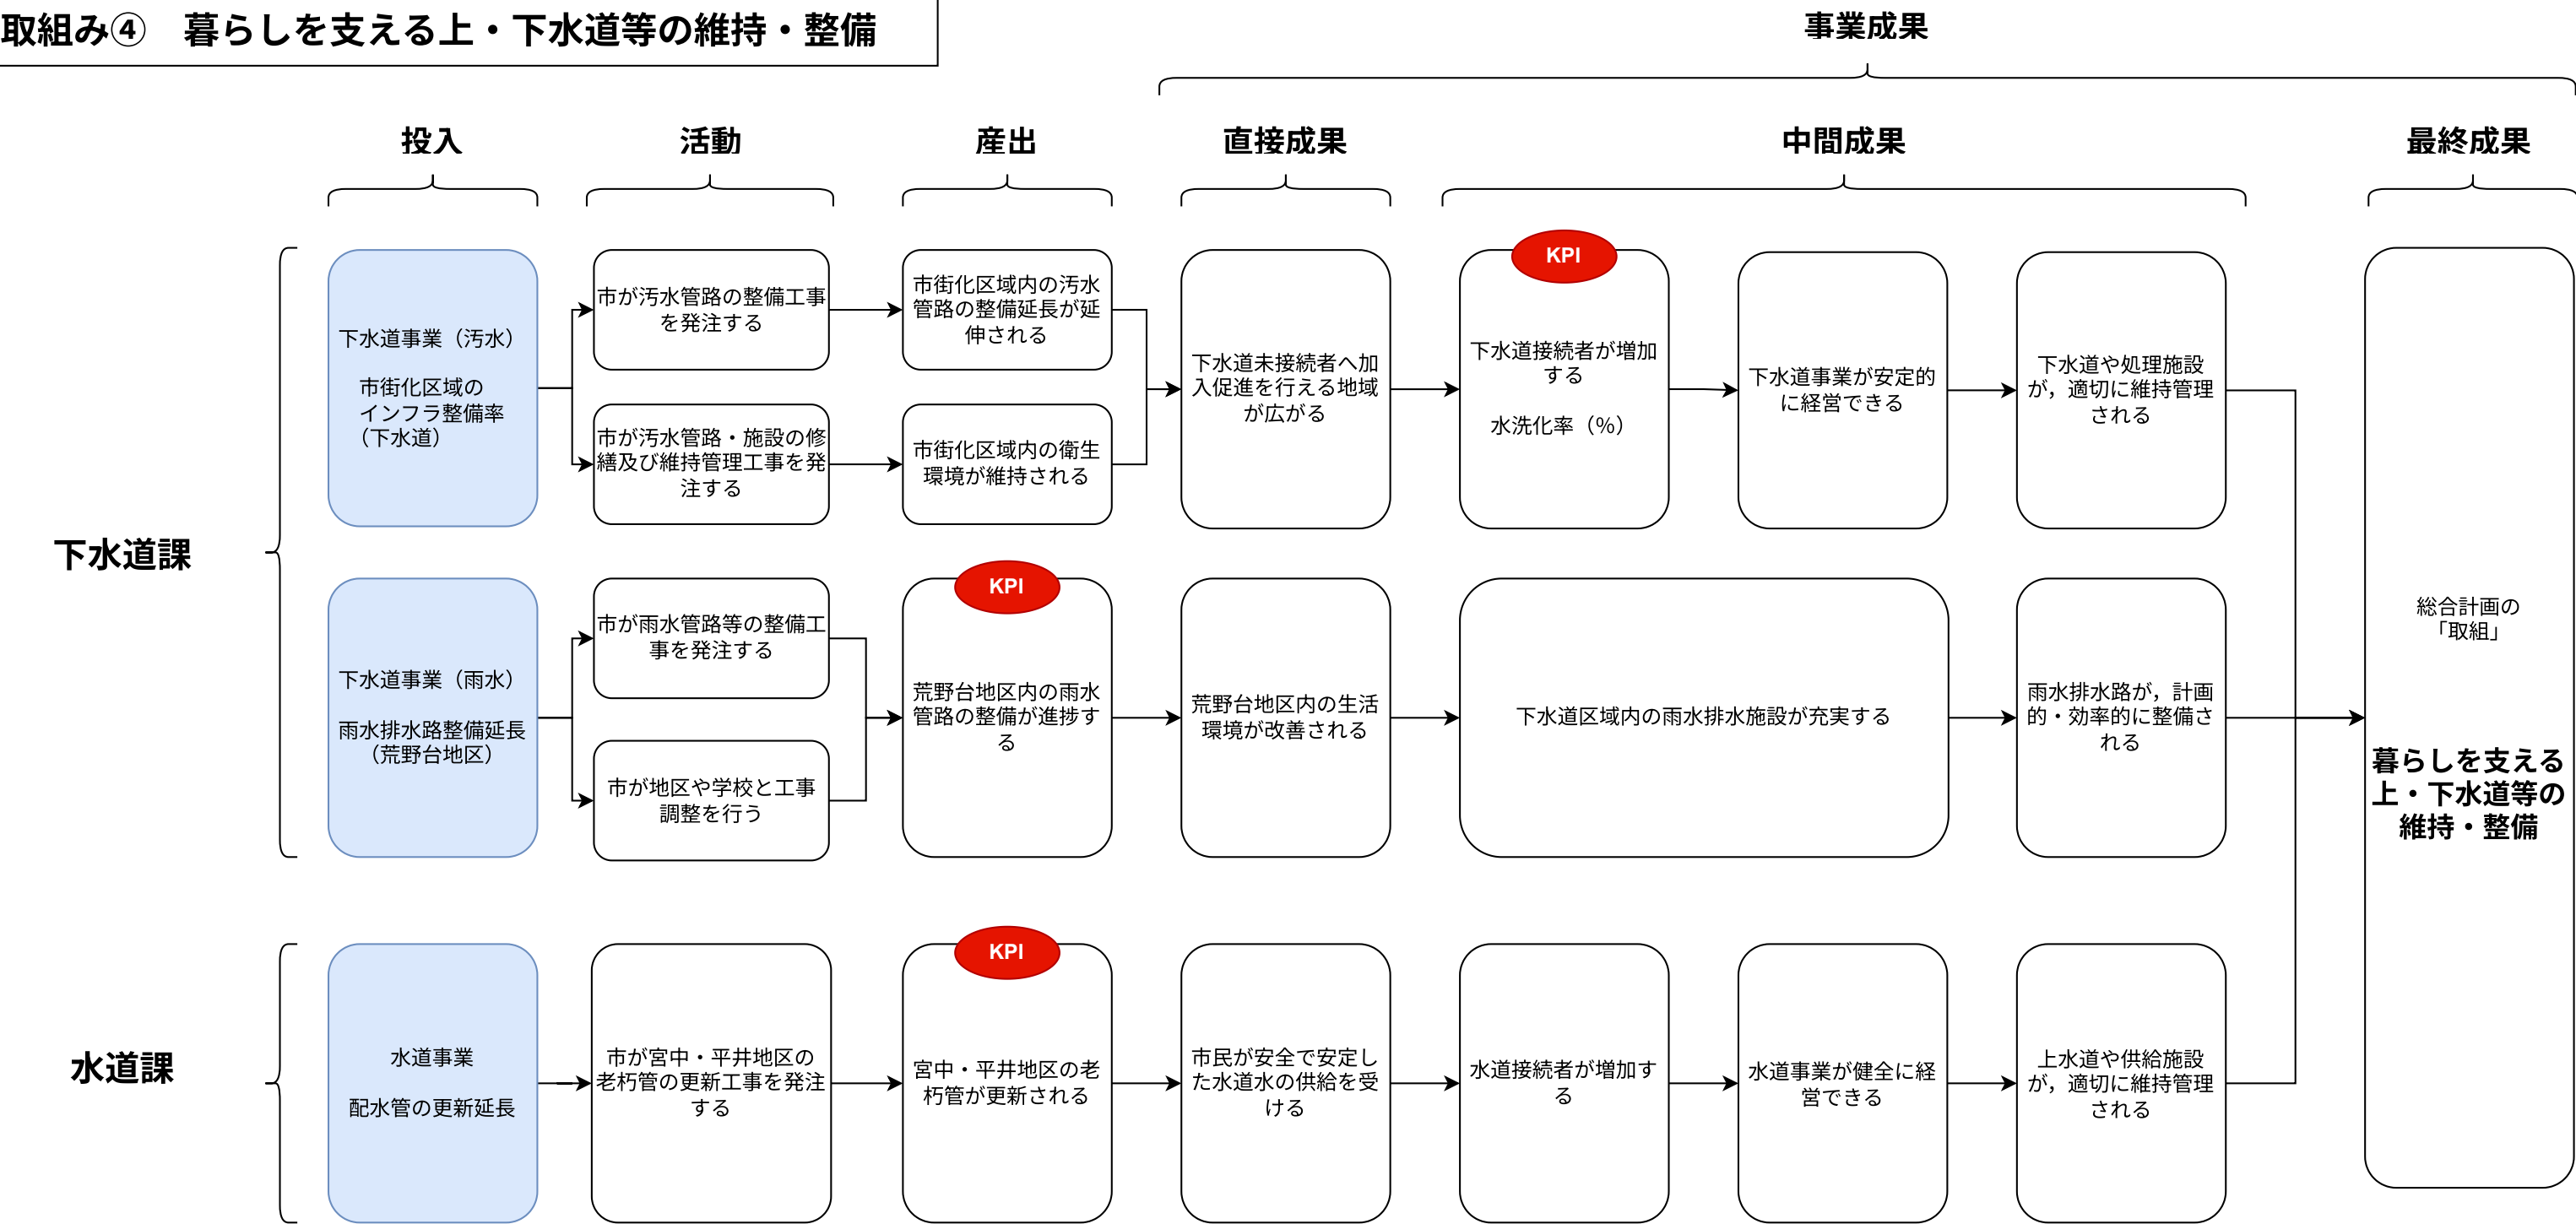 取組み④　暮らしを支える上・下水道等の維持・整備
事業成果
投入
活動
産出
直接成果
中間成果
最終成果
下水道課
下水道事業（汚水）
市街化区域の
インフラ整備率
（下水道）
市が汚水管路の整備工事
を発注する
市が汚水管路・施設の修
繕及び維持管理工事を発
注する
市街化区域内の汚水
管路の整備延長が延
伸される
市街化区域内の衛生
環境が維持される
下水道未接続者へ加
入促進を行える地域
が広がる
KPI
下水道接続者が増加
する
水洗化率（％）
下水道事業が安定的
に経営できる
下水道や処理施設
が，適切に維持管理
される
下水道事業（雨水）
雨水排水路整備延長
（荒野台地区）
市が雨水管路等の整備工
事を発注する
市が地区や学校と工事
調整を行う
KPI
荒野台地区内の雨水
管路の整備が進捗す
る
荒野台地区内の生活
環境が改善される
下水道区域内の雨水排水施設が充実する
雨水排水路が，計画
的・効率的に整備さ
れる
水道課
水道事業
配水管の更新延長
市が宮中・平井地区の
老朽管の更新工事を発注
する
KPI
宮中・平井地区の老
朽管が更新される
市民が安全で安定し
た水道水の供給を受
ける
水道接続者が増加す
る
水道事業が健全に経
営できる
上水道や供給施設
が，適切に維持管理
される
総合計画の
「取組」
暮らしを支える
上・下水道等の
維持・整備